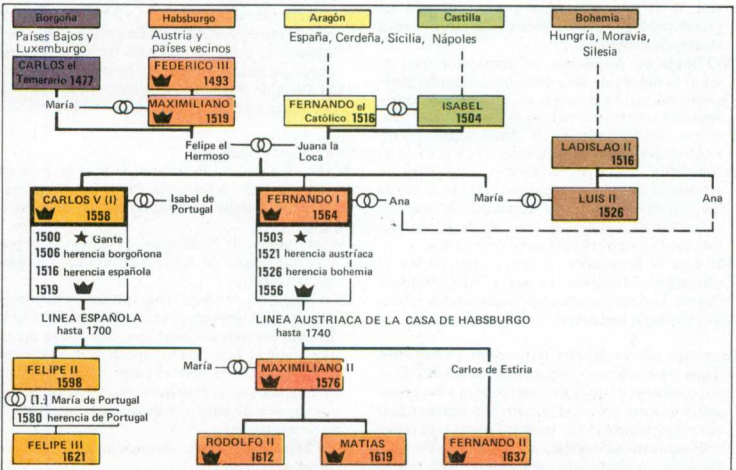 Borgoña
Habsburgo
Aragón
Castilla
Bohemia
Países Bajos y
Luxemburgo
Austria y
países vecinos
España, Cerdeña, Sicilia, Nápoles
Hungría, Moravia,
Silesia
CARLOS el
Temerario 1477
FEDERICO III
1493
María
MAXIMILIANO I
1519
FERNANDO el
Católico 1516
ISABEL
1504
Felipe el
Hermoso
Juana la
Loca
LADISLAO II
1516
CARLOS V (I)
1558
Isabel de
Portugal
FERNANDO I
1564
Ana
María
LUIS II
1526
Ana
1500 Gante
1506 herencia borgoñona
1516 herencia española
1519
1503
1521 herencia austríaca
1526 herencia bohemia
1556
LINEA ESPAÑOLA
hasta 1700
LINEA AUSTRIACA DE LA CASA DE HABSBURGO
hasta 1740
FELIPE II
1598
María
MAXIMILIANO II
1576
Carlos de Estiria
(1.) María de Portugal
1580 herencia de Portugal
FELIPE III
1621
RODOLFO II
1612
MATIAS
1619
FERNANDO II
1637